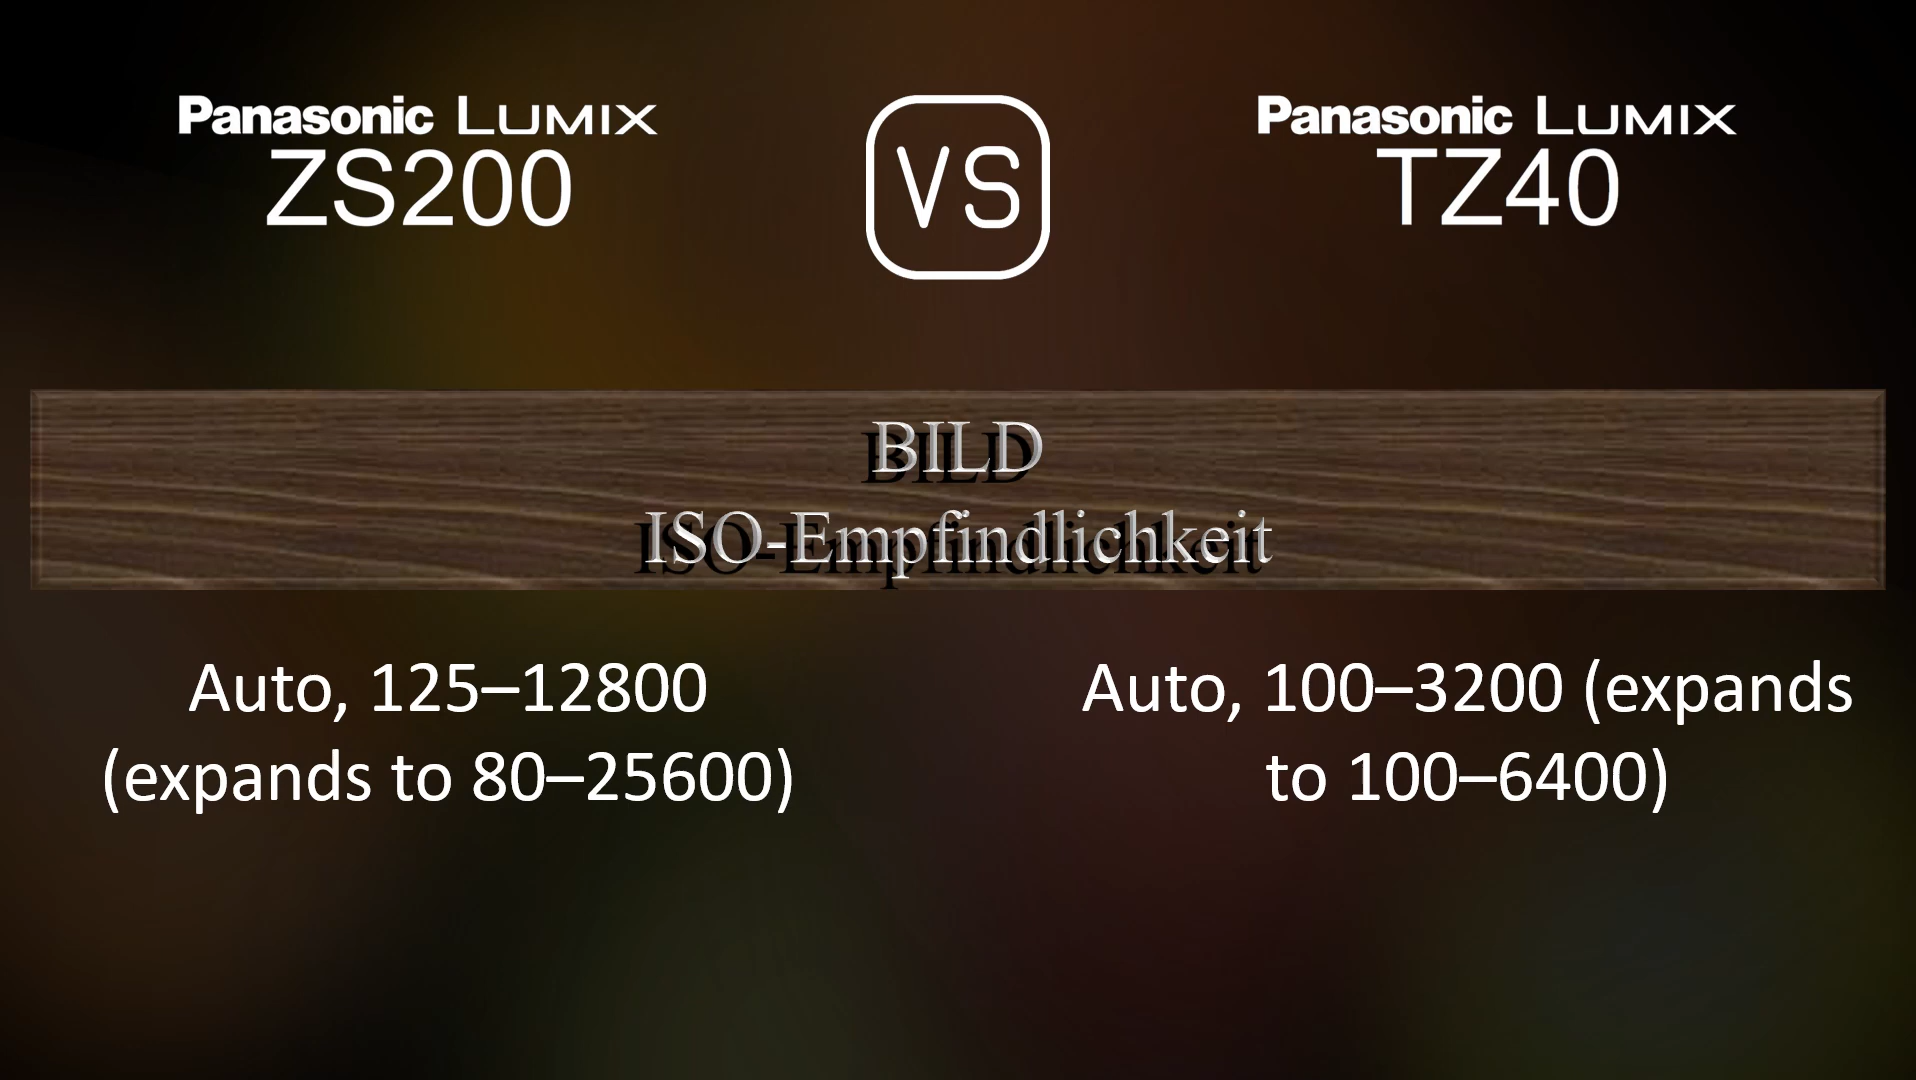 Panasonic LUMIX
ZS200
VS
Panasonic LUMIX
TZ40
BILD
ISO-Empfindlichkeit
Auto, 125–12800
(expands to 80–25600)
Auto, 100–3200 (expands
to 100–6400)